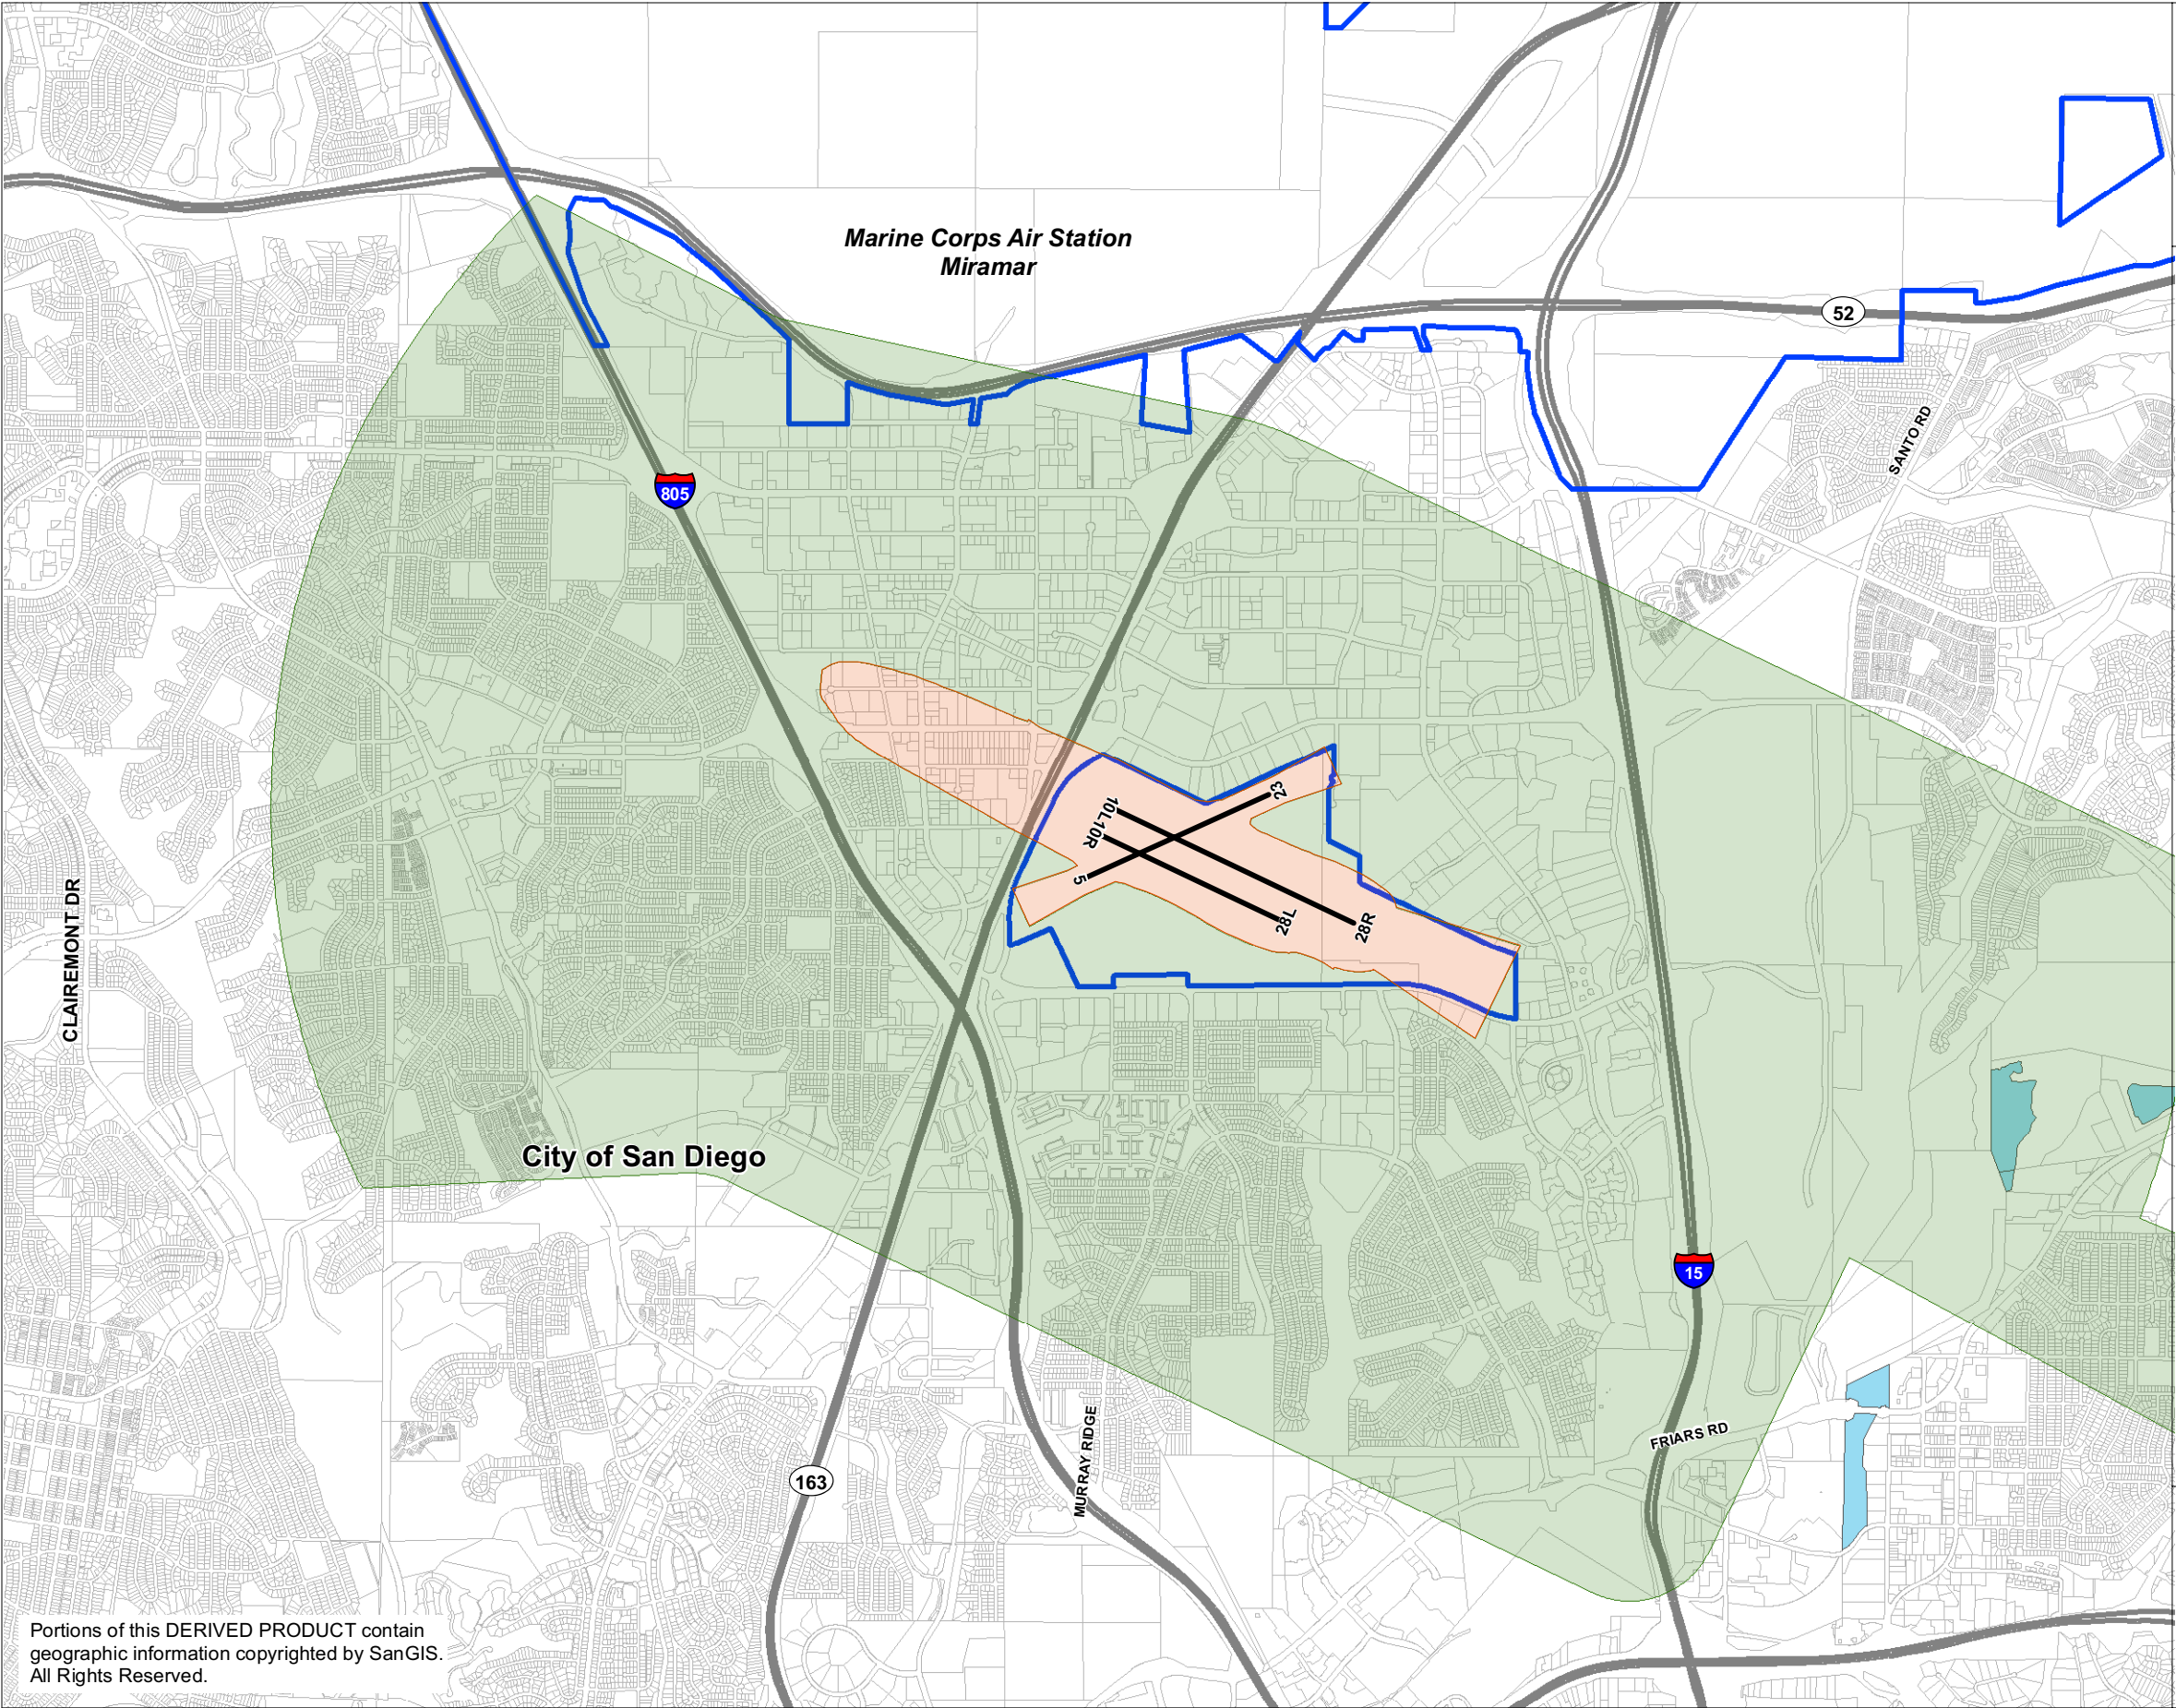 Marine Corps Air Station
Miramar
52
SANTO RD
805
23
10L
10R
5
28L
28R
CLAIREMONT DR
City of San Diego
15
FRIARS RD
MURRAY RIDGE
163
Portions of this DERIVED PRODUCT contain
geographic information copyrighted by SanGIS.
All Rights Reserved.